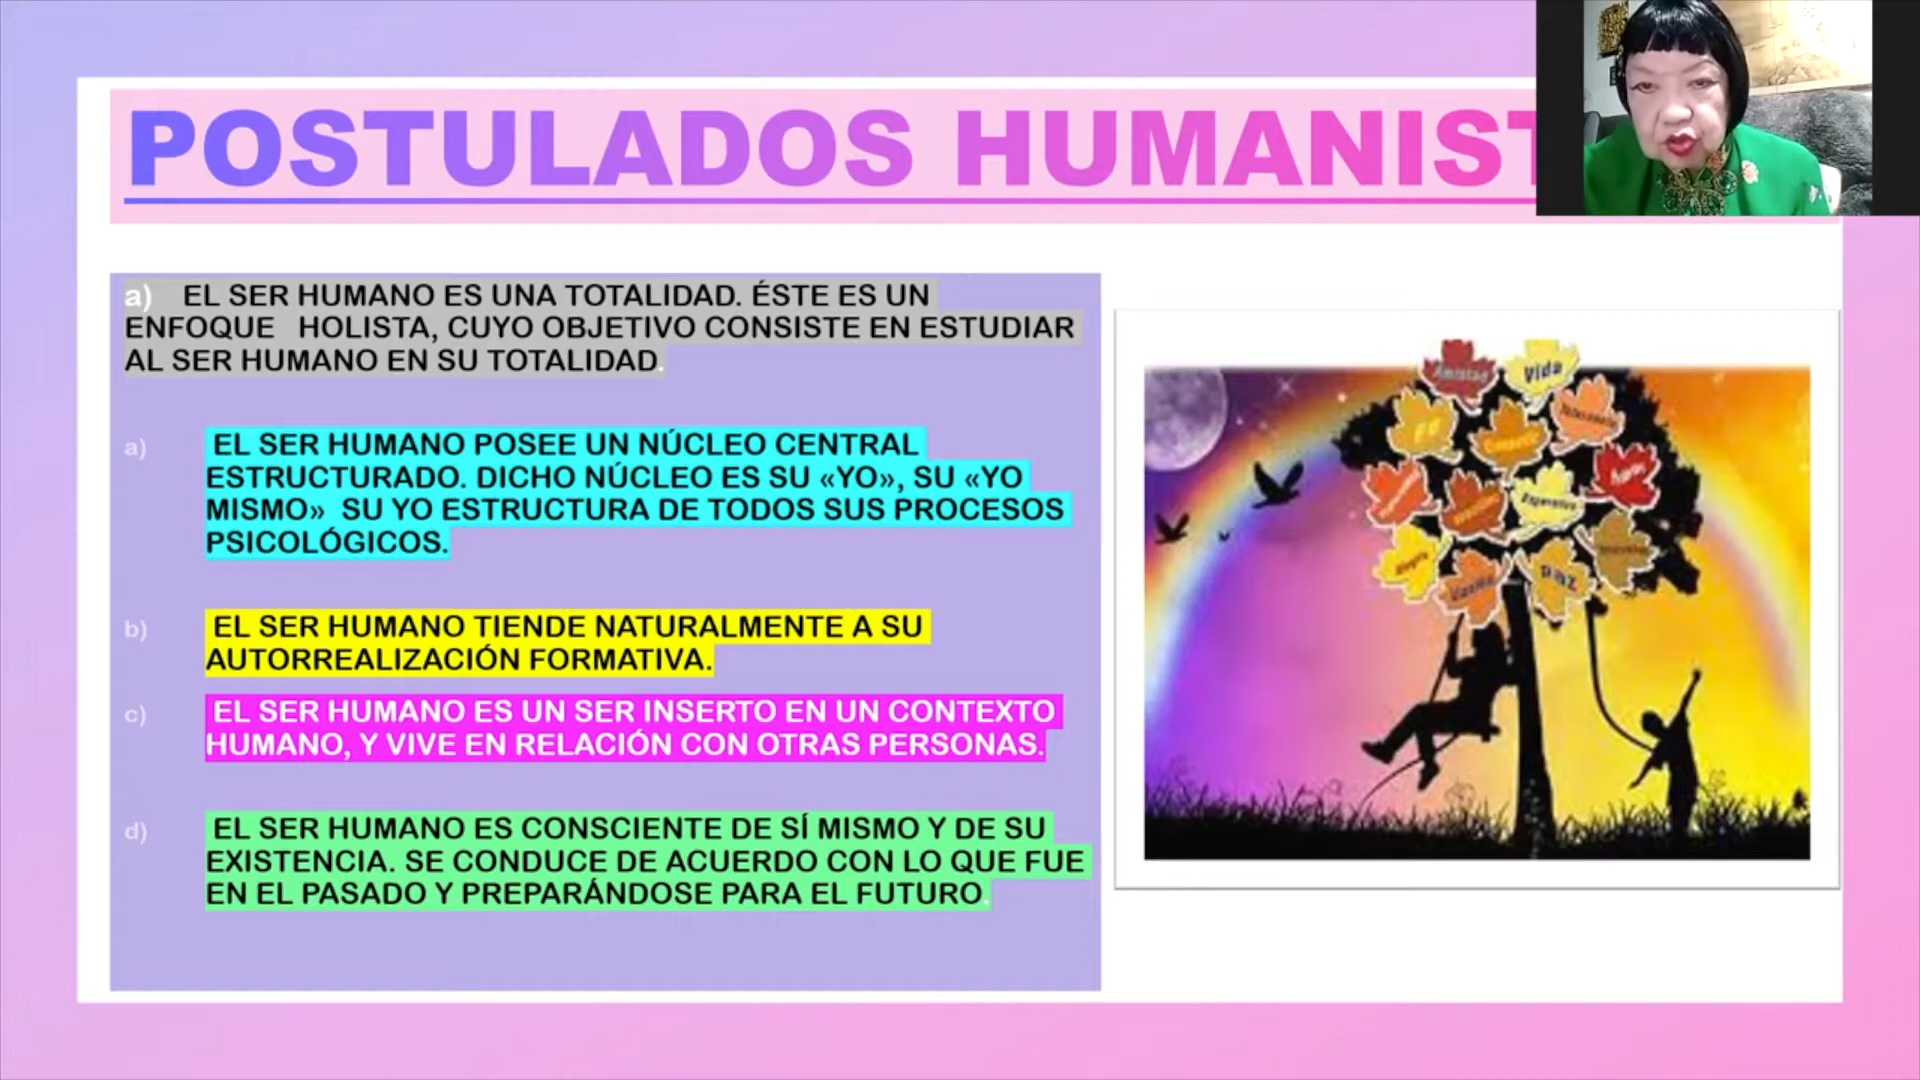 POSTULADOS HUMANIST
a) EL SER HUMANO ES UNA TOTALIDAD. ÉSTE ES UN
ENFOQUE HOLISTA, CUYO OBJETIVO CONSISTE EN ESTUDIAR
AL SER HUMANO EN SU TOTALIDAD.
a) EL SER HUMANO POSEE UN NÚCLEO CENTRAL
ESTRUCTURADO. DICHO NÚCLEO ES SU «YO», SU «YO
MISMO» SU YO ESTRUCTURA DE TODOS SUS PROCESOS
PSICOLÓGICOS.
b) EL SER HUMANO TIENDE NATURALMENTE A SU
AUTORREALIZACIÓN FORMATIVA.
c) EL SER HUMANO ES UN SER INSERTO EN UN CONTEXTO
HUMANO, Y VIVE EN RELACIÓN CON OTRAS PERSONAS.
d) EL SER HUMANO ES CONSCIENTE DE SÍ MISMO Y DE SU
EXISTENCIA. SE CONDUCE DE ACUERDO CON LO QUE FUE
EN EL PASADO Y PREPARÁNDOSE PARA EL FUTURO.
Amistad
Vida
Amor
Esperanza
Alegria
Paz